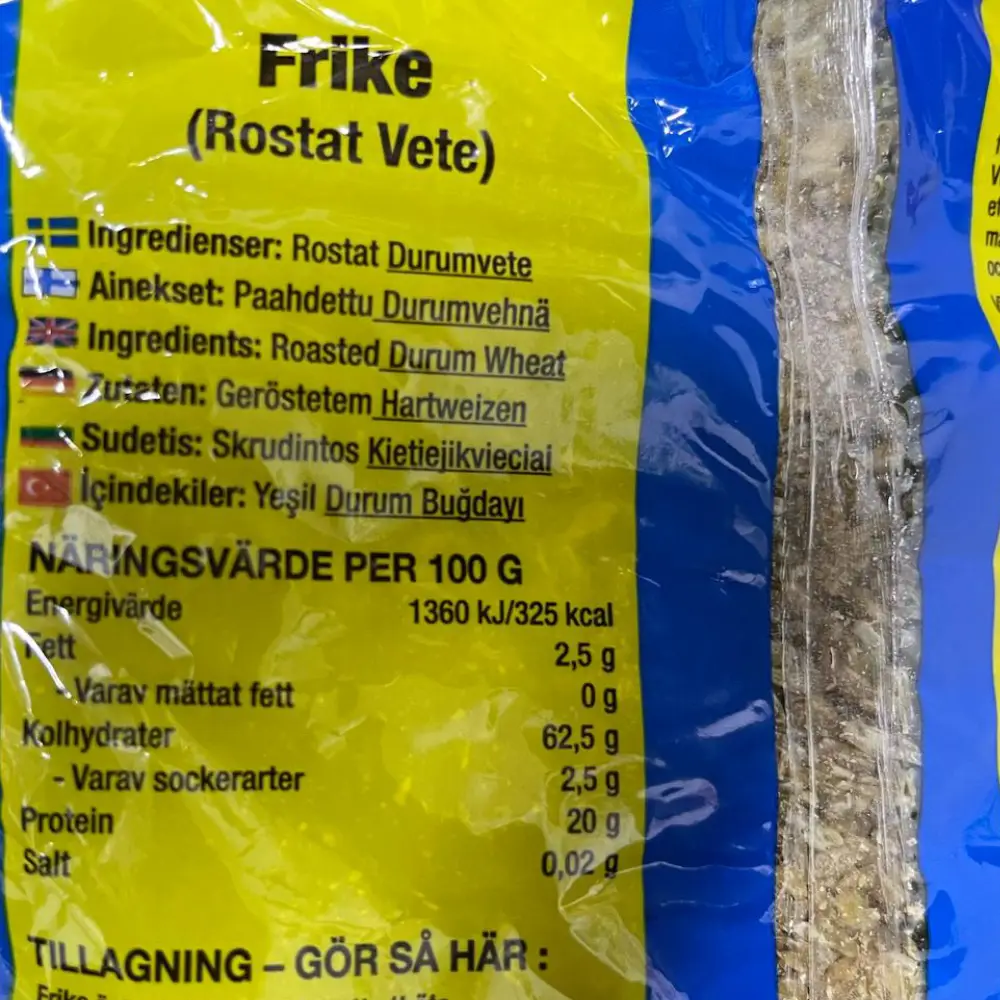 Frike
(Rostat Vete)
Ingredienser: Rostat Durumvete
Ainekset: Paahdettu Durumvehnä
Ingredients: Roasted Durum Wheat
Zutaten: Geröstetem Hartweizen
Sudetis: Skrudintos Kietiejikvieciai
İçindekiler: Yeşil Durum Buğdayı
NÄRINGSVÄRDE PER 100 G
Energivärde 1360 kJ/325 kcal
Fett 2,5 g
- Varav mättat fett 0 g
Kolhydrater 62,5 g
- Varav sockerarter 2,5 g
Protein 20 g
Salt 0,02 g
TILLAGNING – GÖR SÅ HÄR :
Frike